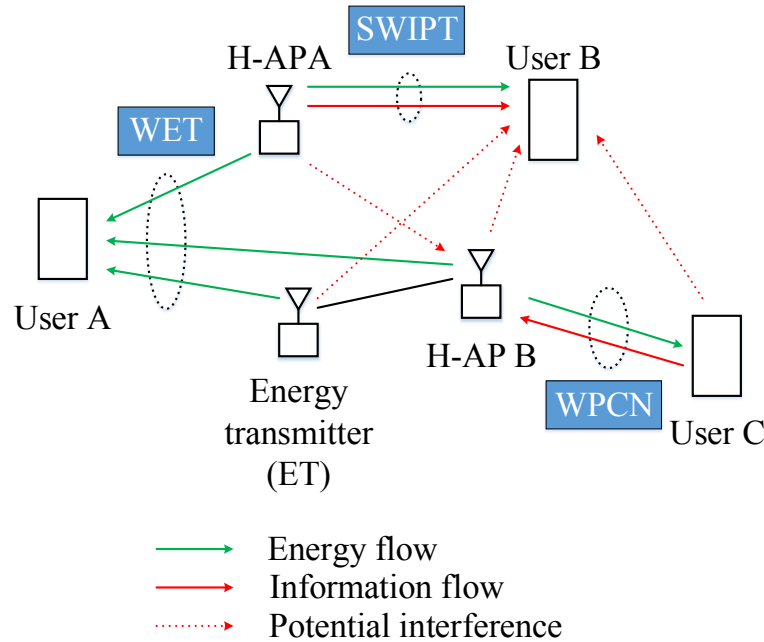 SWIPT
H-APA
User B
WET
User A
H-AP B
Energy
transmitter
(ET)
WPCN
User C
Energy flow
Information flow
Potential interference